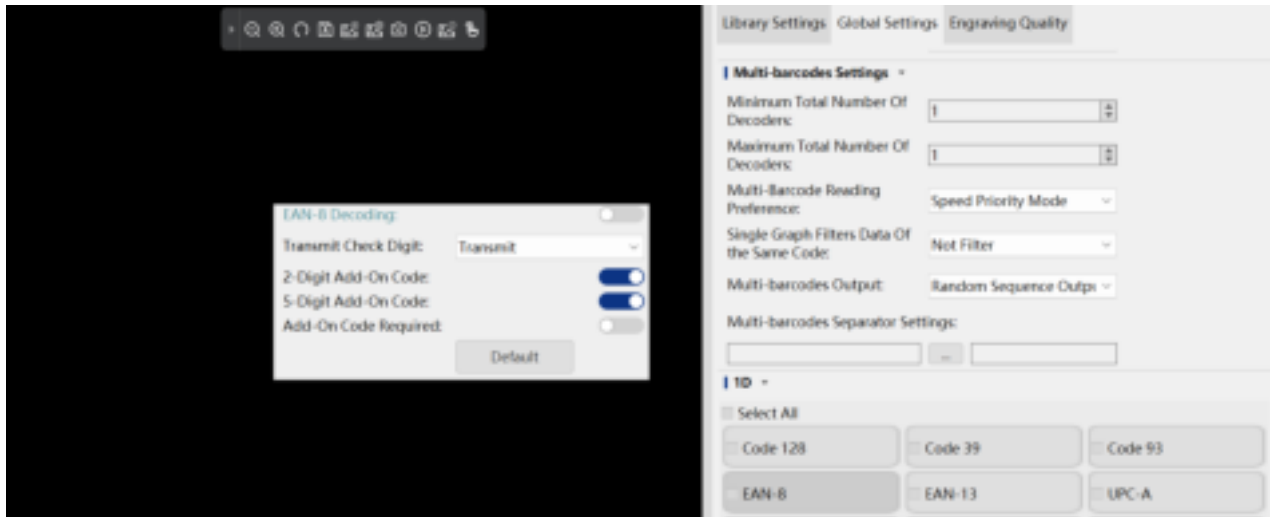 Library Settings Global Settings Engraving Quality
Multi-barcodes Settings
Minimum Total Number Of
Decoders:
1
Maximum Total Number Of
Decoders:
1
Multi-Barcode Reading
Preference:
Speed Priority Mode
Single Graph Filters Data Of
the Same Code:
Not Filter
Multi-barcodes Output:
Random Sequence Outpu
Multi-barcodes Separator Settings:
...
1D
Select All
Code 128 Code 39 Code 93
EAN-8 EAN-13 UPC-A
EAN-8 Decoding:
Transmit Check Digit: Transmit
2-Digit Add-On Code:
5-Digit Add-On Code:
Add-On Code Required:
Default